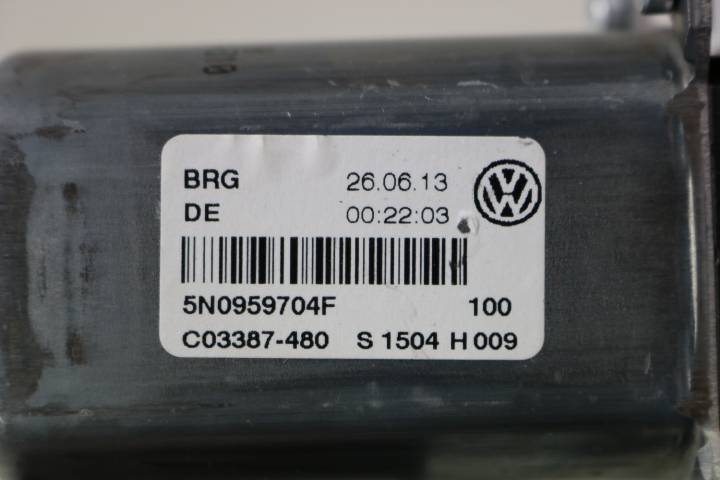 BRG 26.06.13
DE 00:22:03
5N0959704F 100
C03387-480 S 1504 H 009